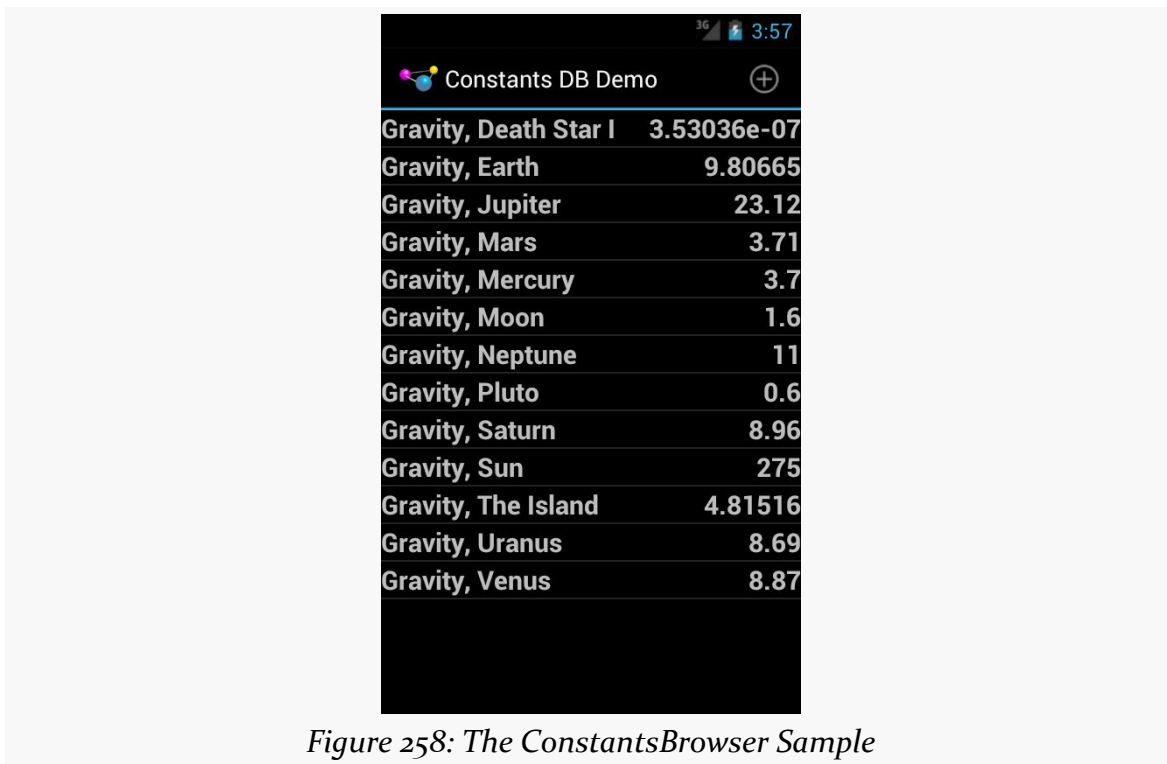 3G 3:57
Constants DB Demo
Gravity, Death Star I 3.53036e-07
Gravity, Earth 9.80665
Gravity, Jupiter 23.12
Gravity, Mars 3.71
Gravity, Mercury 3.7
Gravity, Moon 1.6
Gravity, Neptune 11
Gravity, Pluto 0.6
Gravity, Saturn 8.96
Gravity, Sun 275
Gravity, The Island 4.81516
Gravity, Uranus 8.69
Gravity, Venus 8.87
Figure 258: The ConstantsBrowser Sample